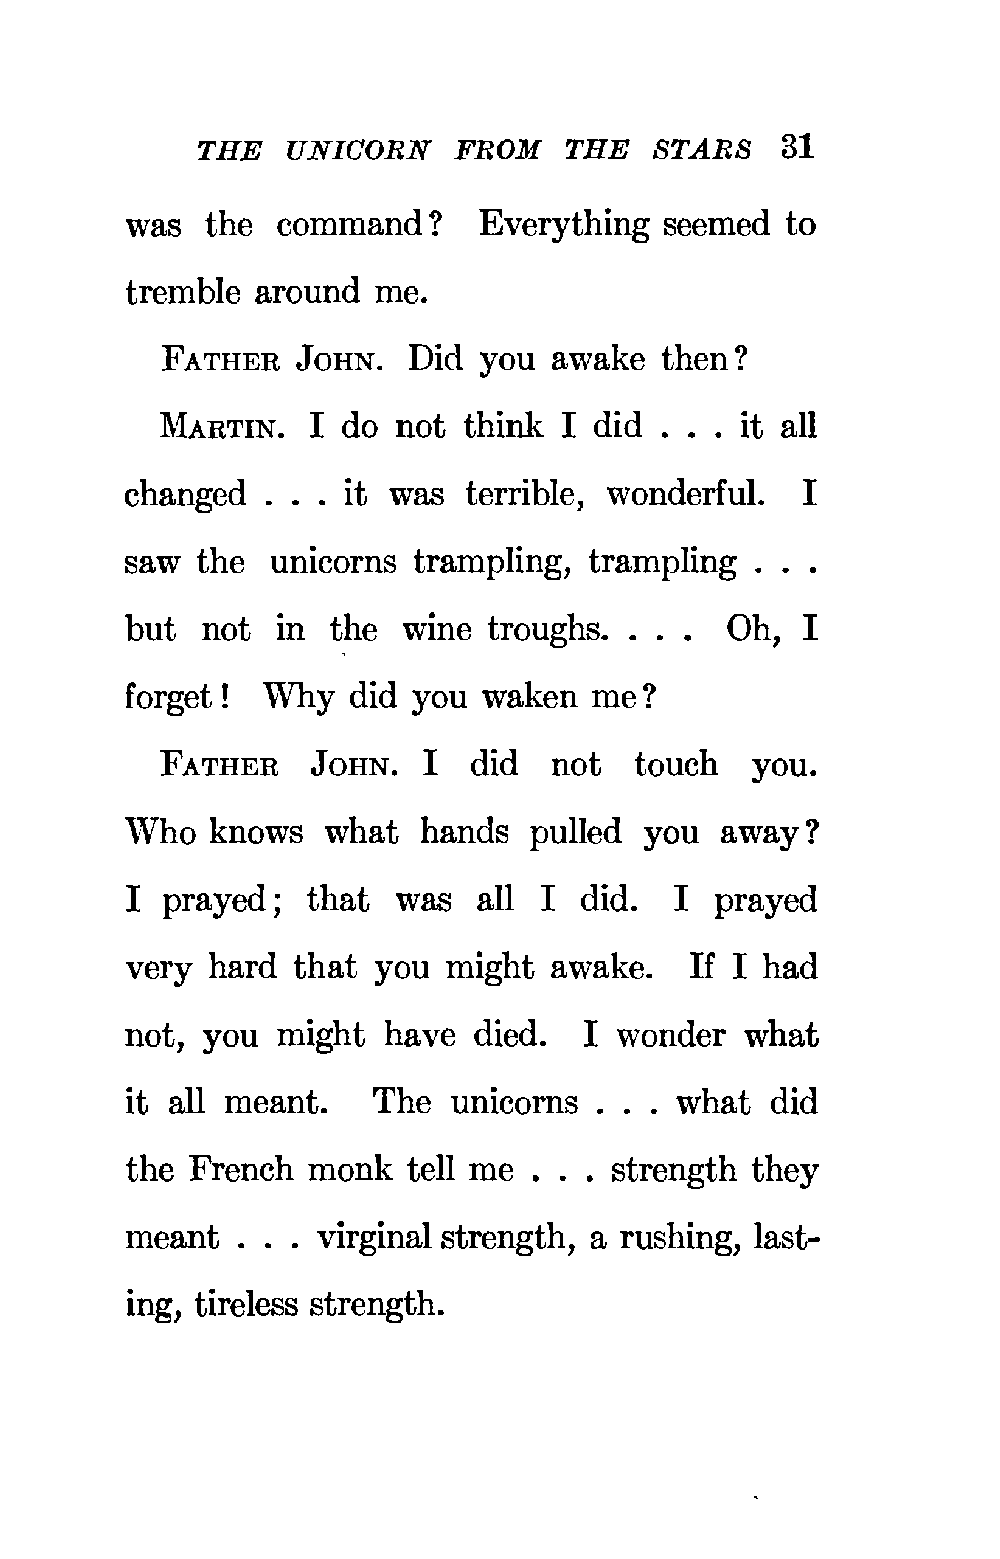 THE UNICORN FROM THE STARS 31
was the command? Everything seemed to
tremble around me.
FATHER JOHN. Did you awake then?
MARTIN. I do not think I did . . . it all
changed . . . it was terrible, wonderful. I
saw the unicorns trampling, trampling . . .
but not in the wine troughs. . . . Oh, I
forget! Why did you waken me?
FATHER JOHN. I did not touch you.
Who knows what hands pulled you away?
I prayed; that was all I did. I prayed
very hard that you might awake. If I had
not, you might have died. I wonder what
it all meant. The unicorns . . . what did
the French monk tell me . . . strength they
meant . . . virginal strength, a rushing, last-
ing, tireless strength.